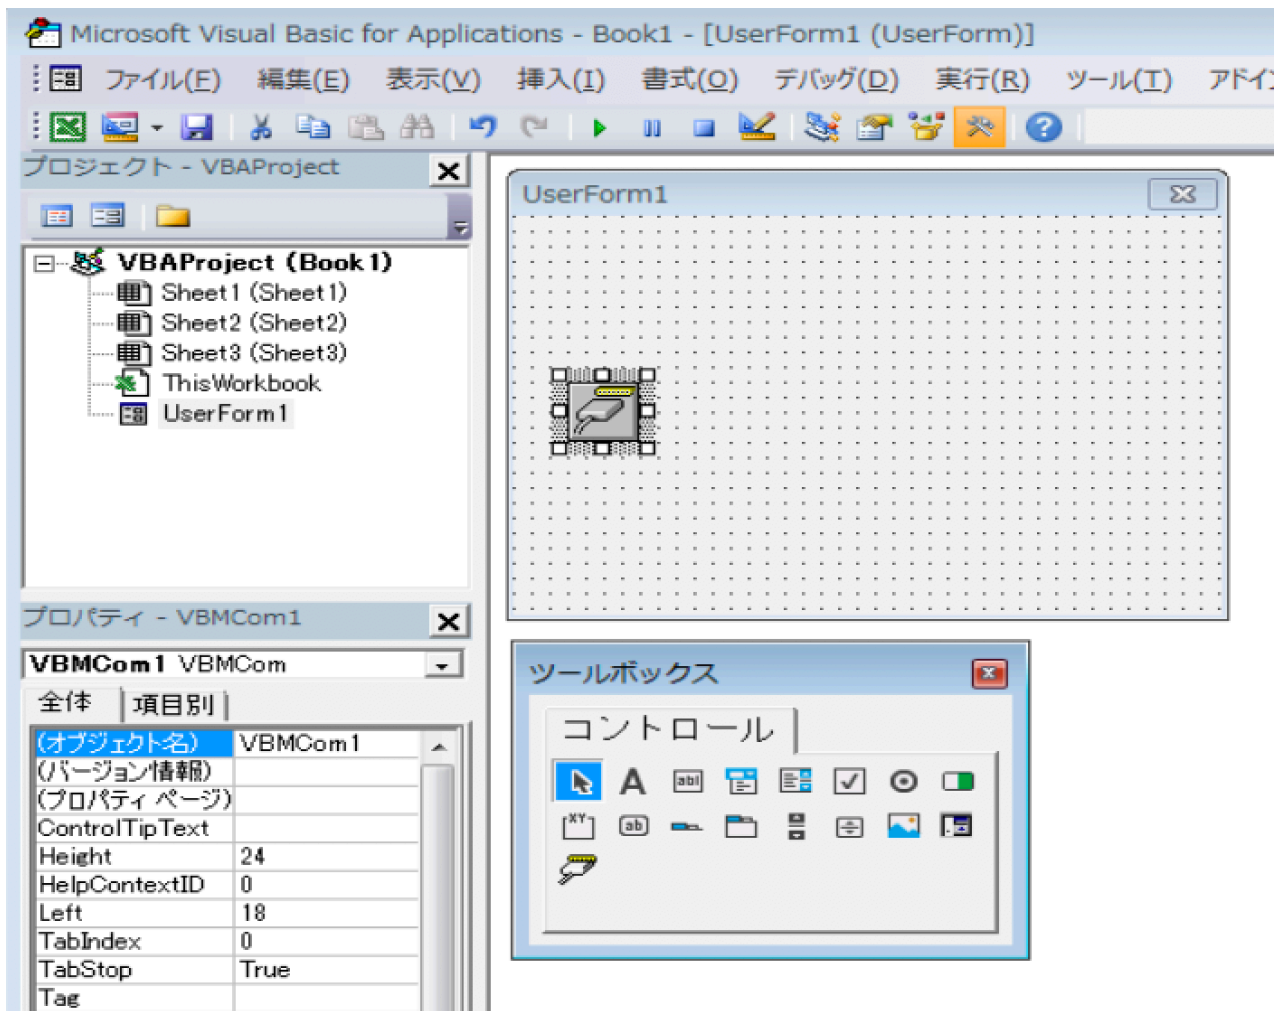 Microsoft Visual Basic for Applications - Book1 - [UserForm1 (UserForm)]
ファイル(F) 編集(E) 表示(V) 挿入(I) 書式(O) デバッグ(D) 実行(R) ツール(T) アドイン
プロジェクト - VBAProject
VBAProject (Book1)
Sheet1 (Sheet1)
Sheet2 (Sheet2)
Sheet3 (Sheet3)
ThisWorkbook
UserForm1
プロパティ - VBMCom1
VBMCom1 VBMCom
全体 項目別
(オブジェクト名) VBMCom1
(バージョン情報)
(プロパティ ページ)
ControlTipText
Height 24
HelpContextID 0
Left 18
TabIndex 0
TabStop True
Tag
UserForm1
ツールボックス
コントロール
A abl
XY ab